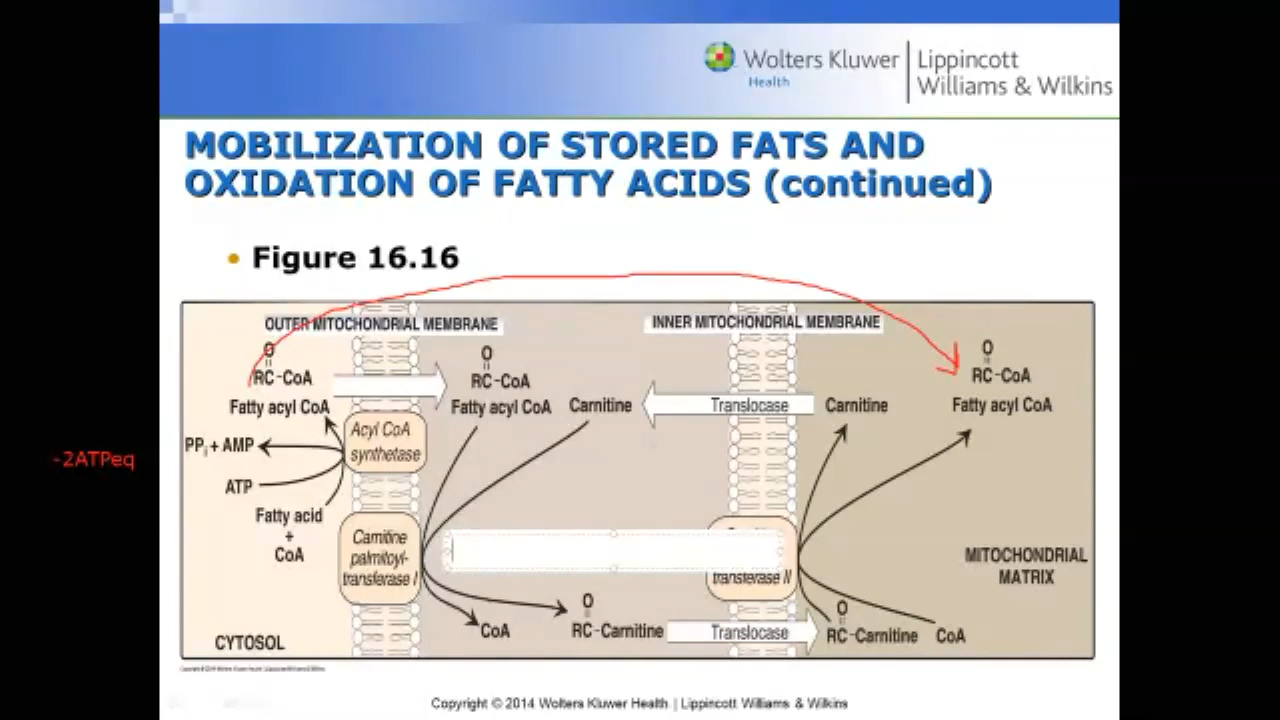 Wolters Kluwer
Health
Lippincott
Williams & Wilkins
MOBILIZATION OF STORED FATS AND
OXIDATION OF FATTY ACIDS (continued)
• Figure 16.16
OUTER MITOCHONDRIAL MEMBRANE
INNER MITOCHONDRIAL MEMBRANE
O
RC-CoA
Fatty acyl CoA
O
RC-CoA
Fatty acyl CoA
Carnitine
Translocase
Carnitine
O
RC-CoA
Fatty acyl CoA
Acyl CoA
synthetase
PPi + AMP
-2ATPeq
ATP
Fatty acid
+
CoA
Carnitine
palmitoyl-
transferase I
transferase II
MITOCHONDRIAL
MATRIX
CYTOSOL
CoA
O
RC-Carnitine
Translocase
O
RC-Carnitine
CoA
Copyright © 2014 Wolters Kluwer Health | Lippincott Williams & Wilkins